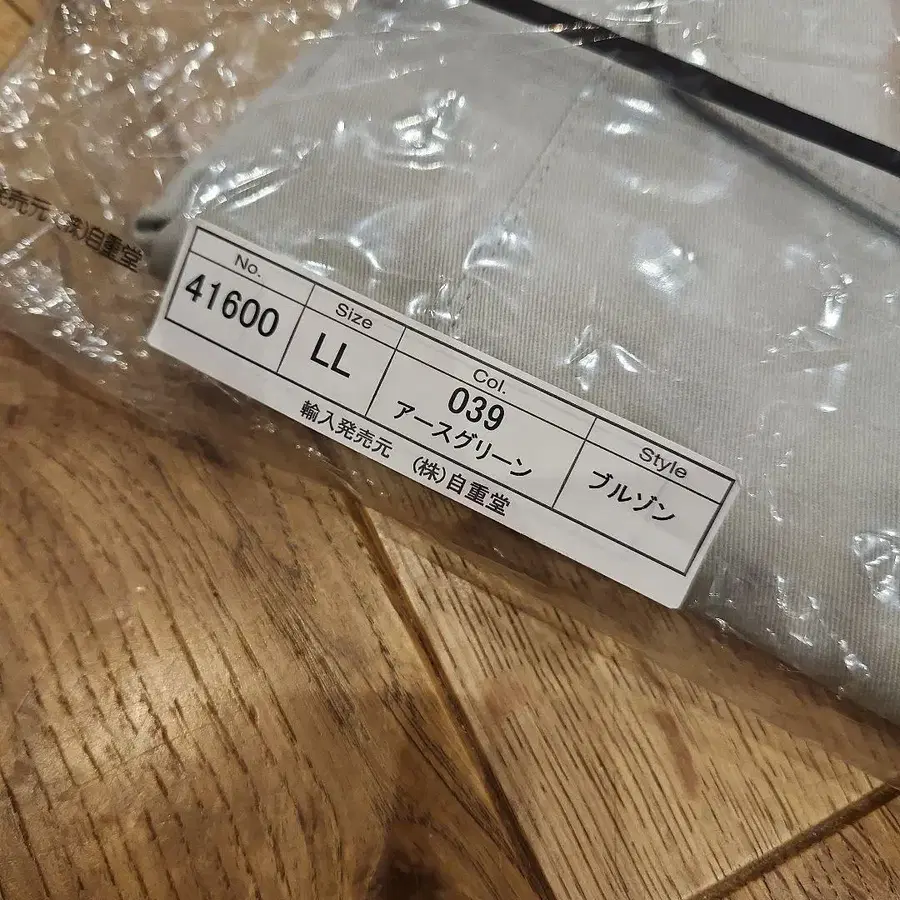 発売元 (株)自重堂
No.
41600
Size
LL
Col.
039
アースグリーン
Style
ブルゾン
輸入発売元 (株)自重堂